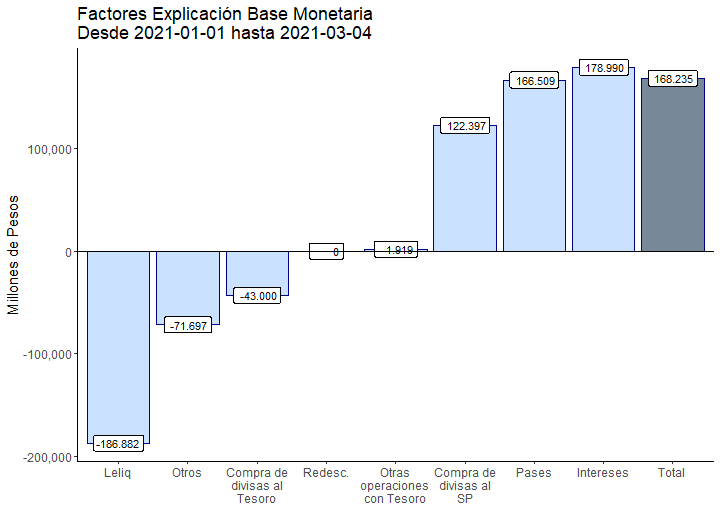 Factores Explicación Base Monetaria
Desde 2021-01-01 hasta 2021-03-04
Millones de Pesos
100,000
0
-100,000
-200,000
-186.882
-71.697
-43.000
0
1.919
122.397
166.509
178.990
168.235
Leliq
Otros
Compra de
divisas al
Tesoro
Redesc.
Otras
operaciones
con Tesoro
Compra de
divisas al
SP
Pases
Intereses
Total